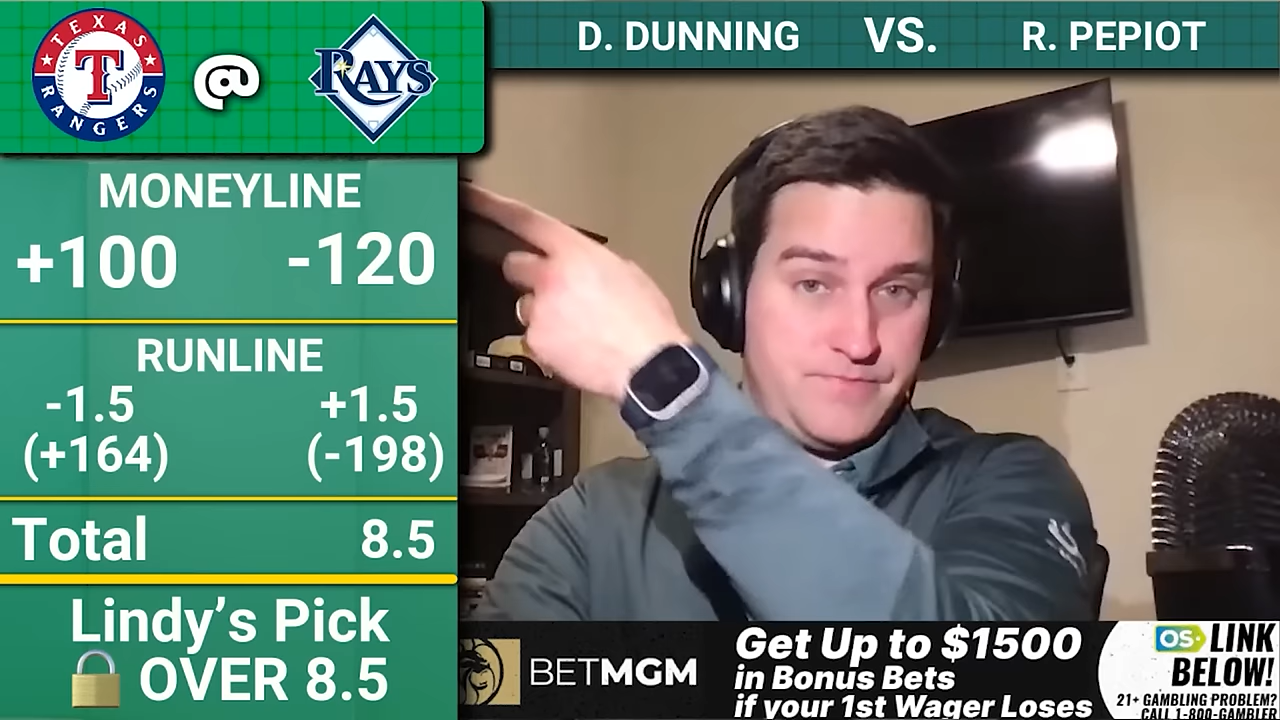 TEXAS
T
RANGERS
@
RAYS
D. DUNNING VS. R. PEPIOT
MONEYLINE
+100 -120
RUNLINE
-1.5 +1.5
(+164) (-198)
Total 8.5
Lindy's Pick
OVER 8.5
BETMGM
Get Up to $1500
in Bonus Bets
if your 1st Wager Loses
OS LINK
BELOW!
21+ GAMBLING PROBLEM?
CALL 1-800-GAMBLER